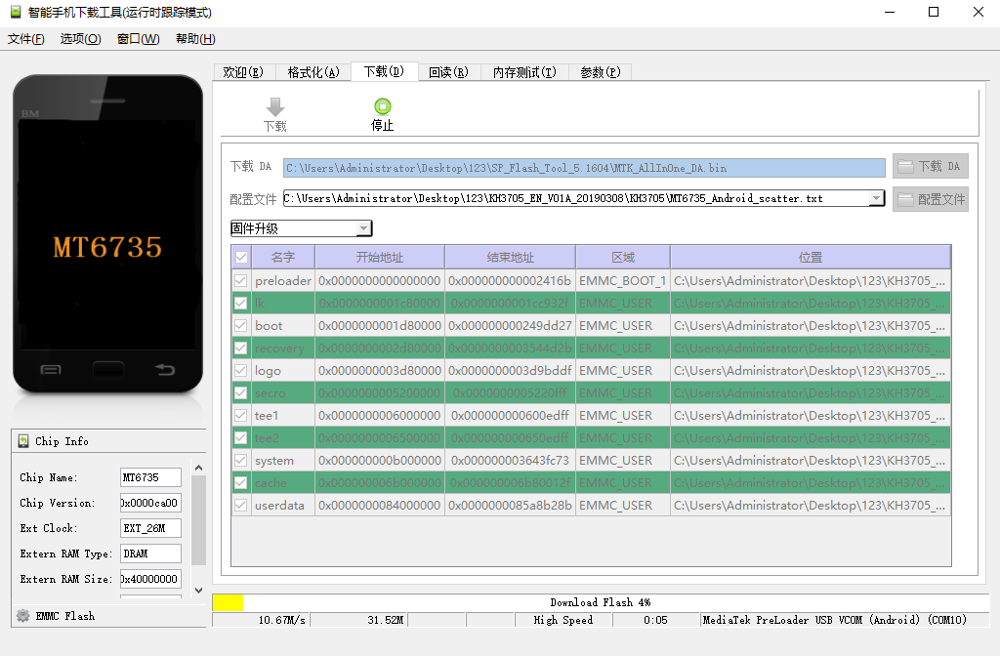 智能手机下载工具(运行时跟踪模式)
文件(F) 选项(O) 窗口(W) 帮助(H)
欢迎(E) 格式化(A) 下载(D) 回读(R) 内存测试(T) 参数(P)
下载 停止
BM
MT6735
下载 DA C:\Users\Administrator\Desktop\123\SP_Flash_Tool_5.1604\MTK_AllInOne_DA.bin 下载 DA
配置文件 C:\Users\Administrator\Desktop\123\KH3705_EN_V01A_20190308\KH3705\MT6735_Android_scatter.txt 配置文件
固件升级
名字 开始地址 结束地址 区域 位置
preloader 0x0000000000000000 0x000000000002416b EMMC_BOOT_1 C:\Users\Administrator\Desktop\123\KH3705_...
lk 0x0000000001c80000 0x0000000001cc932f EMMC_USER C:\Users\Administrator\Desktop\123\KH3705_...
boot 0x0000000001d80000 0x000000000249dd27 EMMC_USER C:\Users\Administrator\Desktop\123\KH3705_...
recovery 0x0000000002d80000 0x0000000003544d2b EMMC_USER C:\Users\Administrator\Desktop\123\KH3705_...
logo 0x0000000003d80000 0x0000000003d9bddf EMMC_USER C:\Users\Administrator\Desktop\123\KH3705_...
secro 0x0000000005200000 0x0000000005220fff EMMC_USER C:\Users\Administrator\Desktop\123\KH3705_...
tee1 0x0000000006000000 0x000000000600edff EMMC_USER C:\Users\Administrator\Desktop\123\KH3705_...
tee2 0x0000000006500000 0x000000000650edff EMMC_USER C:\Users\Administrator\Desktop\123\KH3705_...
system 0x000000000b000000 0x000000003643fc73 EMMC_USER C:\Users\Administrator\Desktop\123\KH3705_...
cache 0x000000006b000000 0x000000006b80012f EMMC_USER C:\Users\Administrator\Desktop\123\KH3705_...
userdata 0x0000000084000000 0x0000000085a8b28b EMMC_USER C:\Users\Administrator\Desktop\123\KH3705_...
Chip Info
Chip Name: MT6735
Chip Version: 0x0000ca00
Ext Clock: EXT_26M
Extern RAM Type: DRAM
Extern RAM Size: 0x40000000
EMMC Flash
Download Flash 4%
10.67M/s 31.52M High Speed 0:05 MediaTek PreLoader USB VCOM (Android) (COM10)